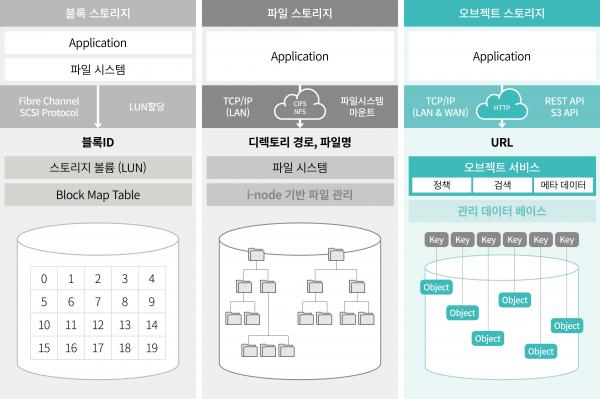 블록 스토리지
Application
파일 시스템
Fibre Channel
SCSI Protocol
LUN할당
블록ID
스토리지 볼륨 (LUN)
Block Map Table
0 1 2 3 4
5 6 7 8 9
10 11 12 13 14
15 16 17 18 19
파일 스토리지
Application
TCP/IP
(LAN)
CIFS
NFS
파일시스템
마운트
디렉토리 경로, 파일명
파일 시스템
i-node 기반 파일 관리
오브젝트 스토리지
Application
TCP/IP
(LAN & WAN)
HTTP
REST API
S3 API
URL
오브젝트 서비스
정책 검색 메타 데이터
관리 데이터 베이스
Key Key Key Key Key Key
Object
Object
Object
Object
Object
Object